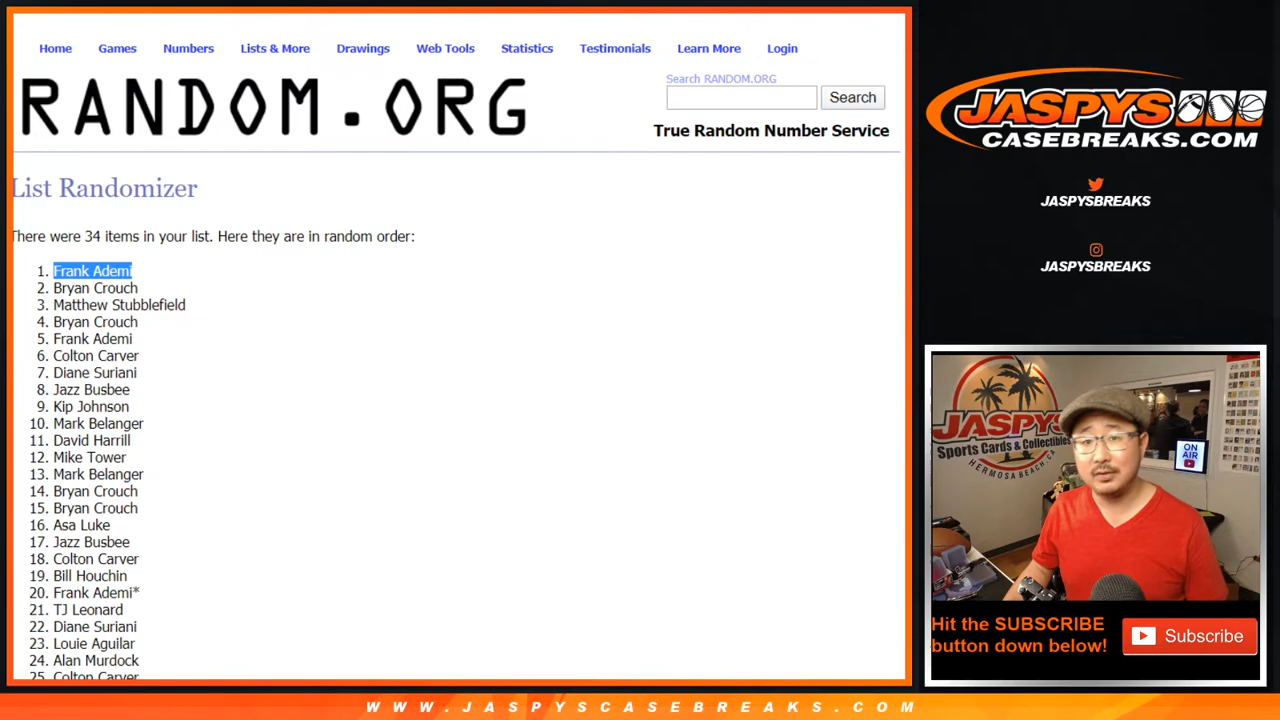 Home Games Numbers Lists & More Drawings Web Tools Statistics Testimonials Learn More Login
RANDOM.ORG
Search RANDOM.ORG
Search
True Random Number Service
List Randomizer
There were 34 items in your list. Here they are in random order:
1. Frank Ademi
2. Bryan Crouch
3. Matthew Stubblefield
4. Bryan Crouch
5. Frank Ademi
6. Colton Carver
7. Diane Suriani
8. Jazz Busbee
9. Kip Johnson
10. Mark Belanger
11. David Harrill
12. Mike Tower
13. Mark Belanger
14. Bryan Crouch
15. Bryan Crouch
16. Asa Luke
17. Jazz Busbee
18. Colton Carver
19. Bill Houchin
20. Frank Ademi*
21. TJ Leonard
22. Diane Suriani
23. Louie Aguilar
24. Alan Murdock
25. Colton Carver
JASPYS
CASEBREAKS.COM
JASPYSBREAKS
JASPYSBREAKS
JASPYS
Sports Cards & Collectibles
HERMOSA BEACH, CA
ON
AIR
Hit the SUBSCRIBE
button down below!
Subscribe
WWW.JASPYSCASEBREAKS.COM